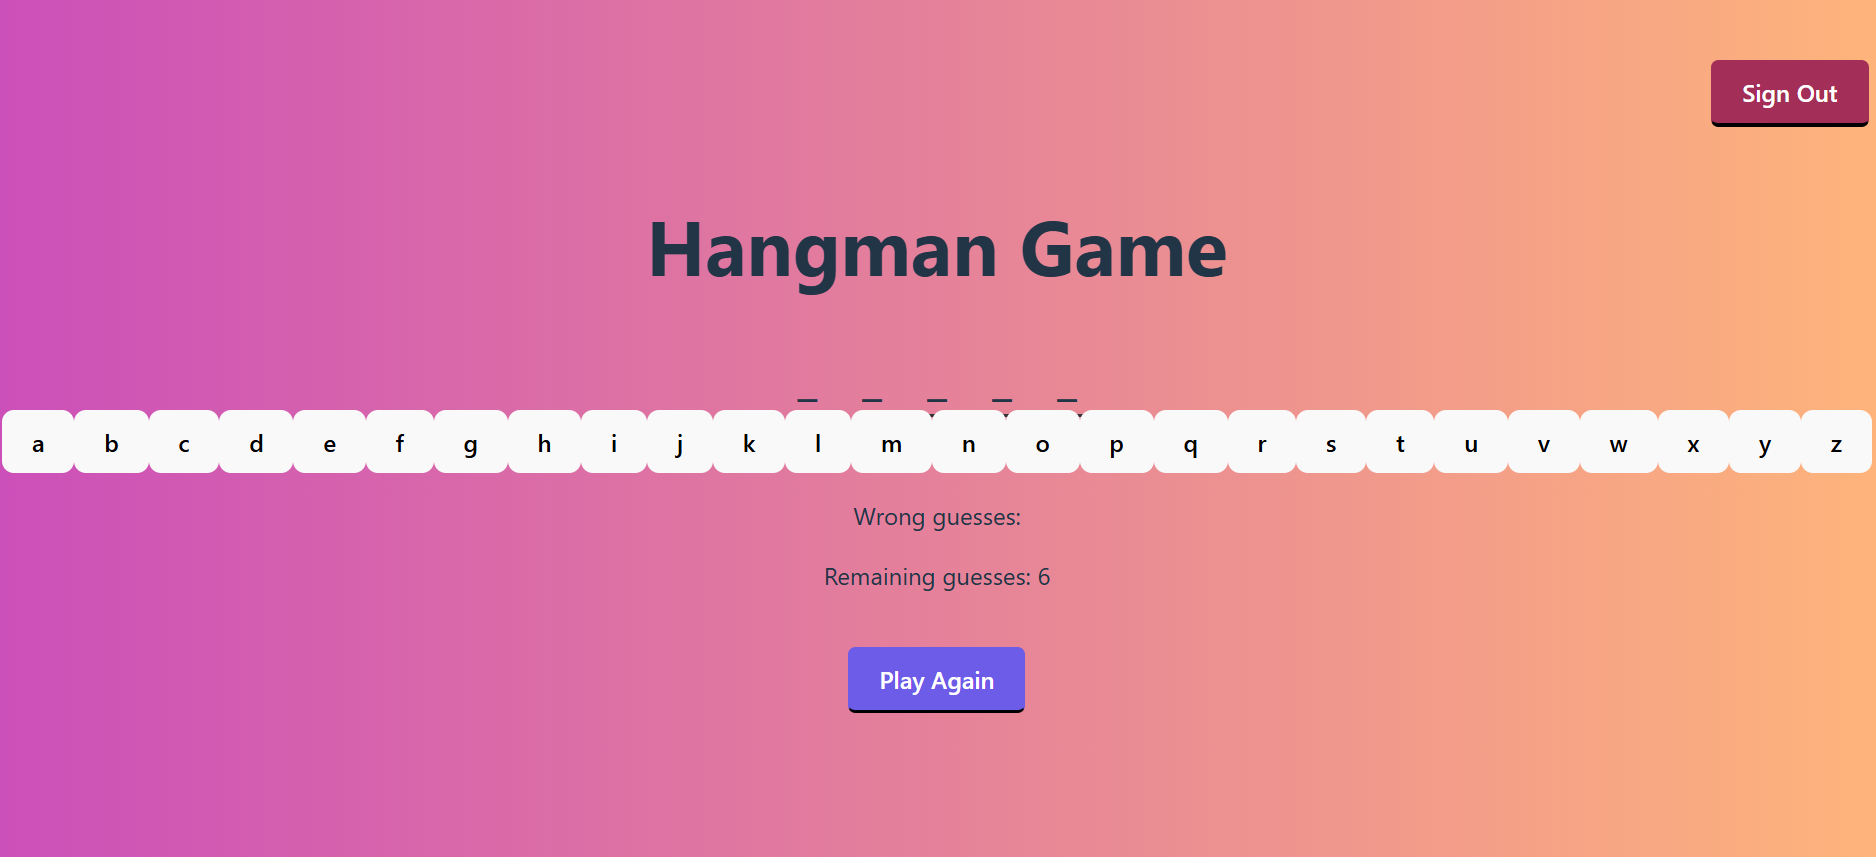 Sign Out
Hangman Game
_ _ _ _ _
a b c d e f g h i j k l m n o p q r s t u v w x y z
Wrong guesses:
Remaining guesses: 6
Play Again